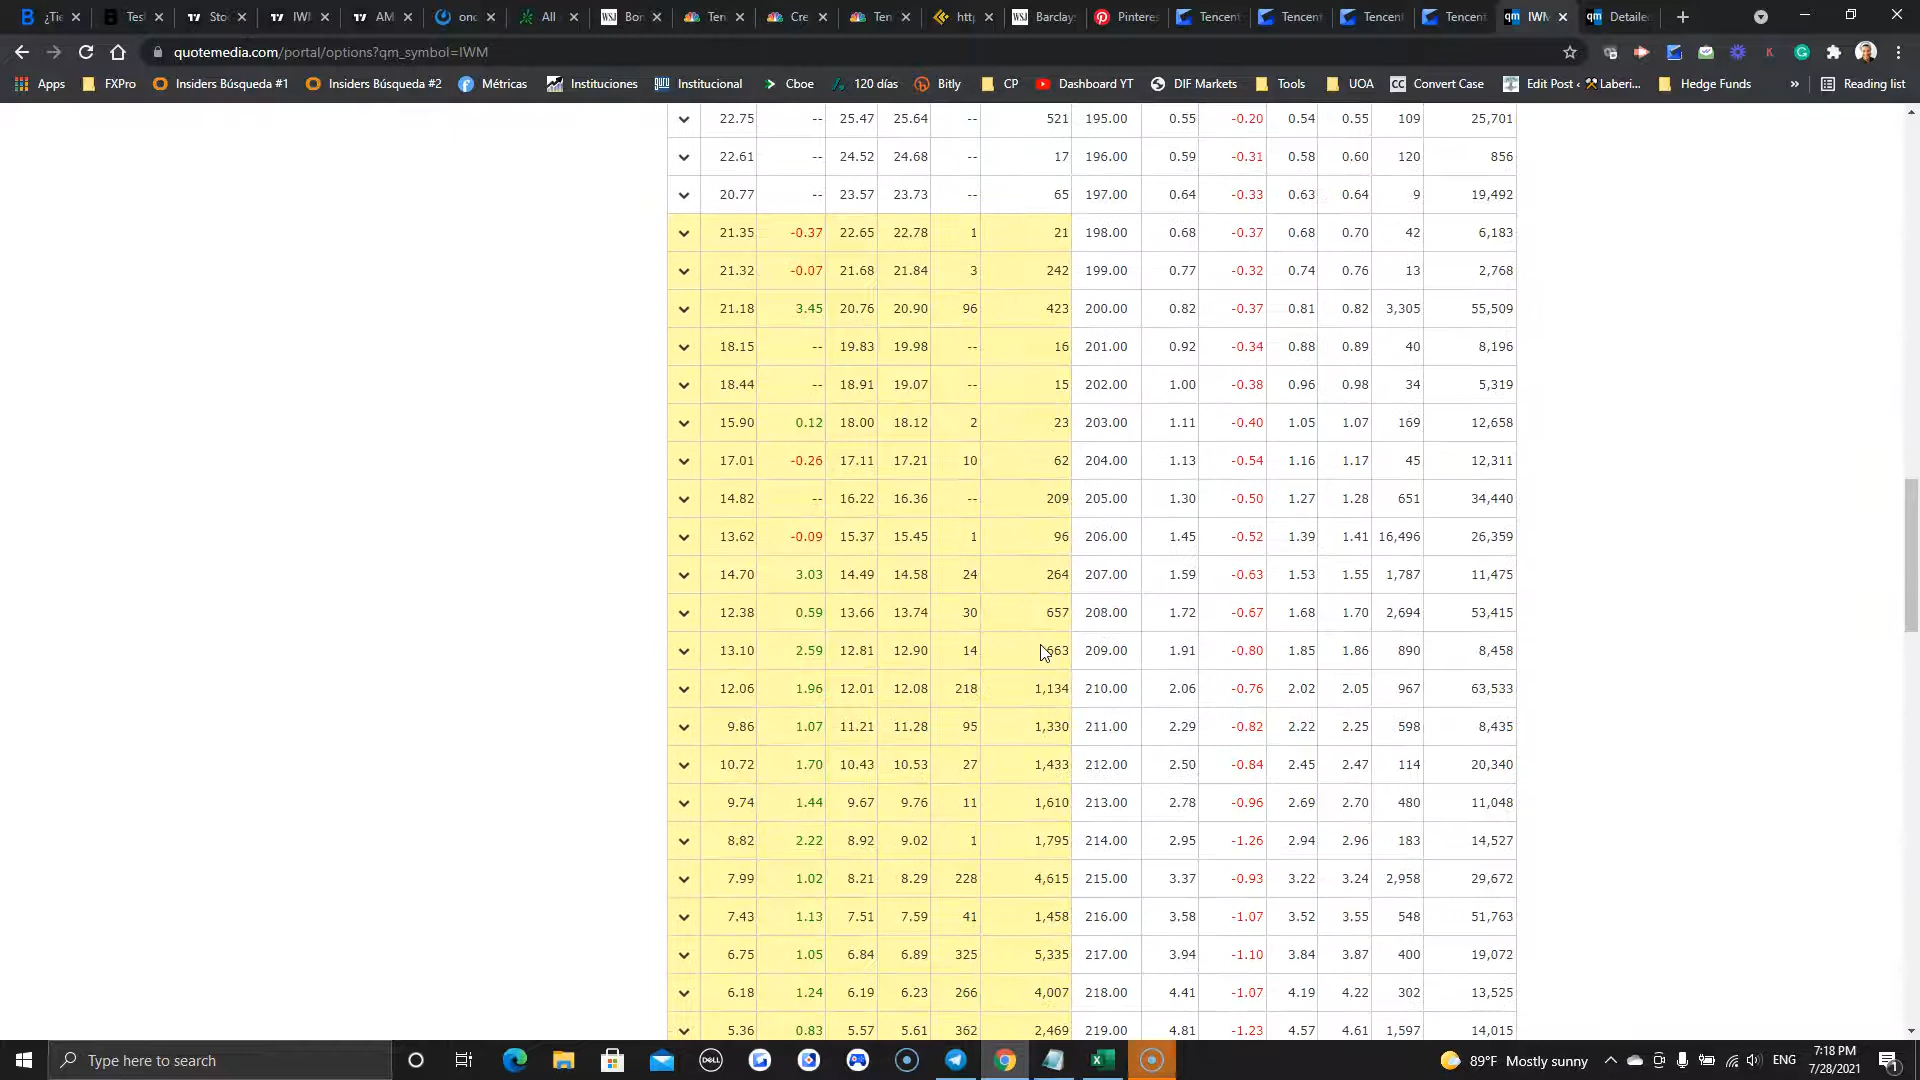 ¿Tie Tes Sto IWI AM onc All Bor Ten Cre Ten http Barclay Pinteres Tencent Tencent Tencent Tencent IWM Detailed
quotemedia.com/portal/options?qm_symbol=IWM
Apps FXPro Insiders Búsqueda #1 Insiders Búsqueda #2 Métricas Instituciones Institucional Cboe 120 días Bitly CP Dashboard YT DIF Markets Tools UOA Convert Case Edit Post ‹ Laberi... Hedge Funds » Reading list
22.75 -- 25.47 25.64 -- 521 195.00 0.55 -0.20 0.54 0.55 109 25,701
22.61 -- 24.52 24.68 -- 17 196.00 0.59 -0.31 0.58 0.60 120 856
20.77 -- 23.57 23.73 -- 65 197.00 0.64 -0.33 0.63 0.64 9 19,492
21.35 -0.37 22.65 22.78 1 21 198.00 0.68 -0.37 0.68 0.70 42 6,183
21.32 -0.07 21.68 21.84 3 242 199.00 0.77 -0.32 0.74 0.76 13 2,768
21.18 3.45 20.76 20.90 96 423 200.00 0.82 -0.37 0.81 0.82 3,305 55,509
18.15 -- 19.83 19.98 -- 16 201.00 0.92 -0.34 0.88 0.89 40 8,196
18.44 -- 18.91 19.07 -- 15 202.00 1.00 -0.38 0.96 0.98 34 5,319
15.90 0.12 18.00 18.12 2 23 203.00 1.11 -0.40 1.05 1.07 169 12,658
17.01 -0.26 17.11 17.21 10 62 204.00 1.13 -0.54 1.16 1.17 45 12,311
14.82 -- 16.22 16.36 -- 209 205.00 1.30 -0.50 1.27 1.28 651 34,440
13.62 -0.09 15.37 15.45 1 96 206.00 1.45 -0.52 1.39 1.41 16,496 26,359
14.70 3.03 14.49 14.58 24 264 207.00 1.59 -0.63 1.53 1.55 1,787 11,475
12.38 0.59 13.66 13.74 30 657 208.00 1.72 -0.67 1.68 1.70 2,694 53,415
13.10 2.59 12.81 12.90 14 663 209.00 1.91 -0.80 1.85 1.86 890 8,458
12.06 1.96 12.01 12.08 218 1,134 210.00 2.06 -0.76 2.02 2.05 967 63,533
9.86 1.07 11.21 11.28 95 1,330 211.00 2.29 -0.82 2.22 2.25 598 8,435
10.72 1.70 10.43 10.53 27 1,433 212.00 2.50 -0.84 2.45 2.47 114 20,340
9.74 1.44 9.67 9.76 11 1,610 213.00 2.78 -0.96 2.69 2.70 480 11,048
8.82 2.22 8.92 9.02 1 1,795 214.00 2.95 -1.26 2.94 2.96 183 14,527
7.99 1.02 8.21 8.29 228 4,615 215.00 3.37 -0.93 3.22 3.24 2,958 29,672
7.43 1.13 7.51 7.59 41 1,458 216.00 3.58 -1.07 3.52 3.55 548 51,763
6.75 1.05 6.84 6.89 325 5,335 217.00 3.94 -1.10 3.84 3.87 400 19,072
6.18 1.24 6.19 6.23 266 4,007 218.00 4.41 -1.07 4.19 4.22 302 13,525
5.36 0.83 5.57 5.61 362 2,469 219.00 4.81 -1.23 4.57 4.61 1,597 14,015
Type here to search DELL 89°F Mostly sunny ENG 7:18 PM
7/28/2021 1